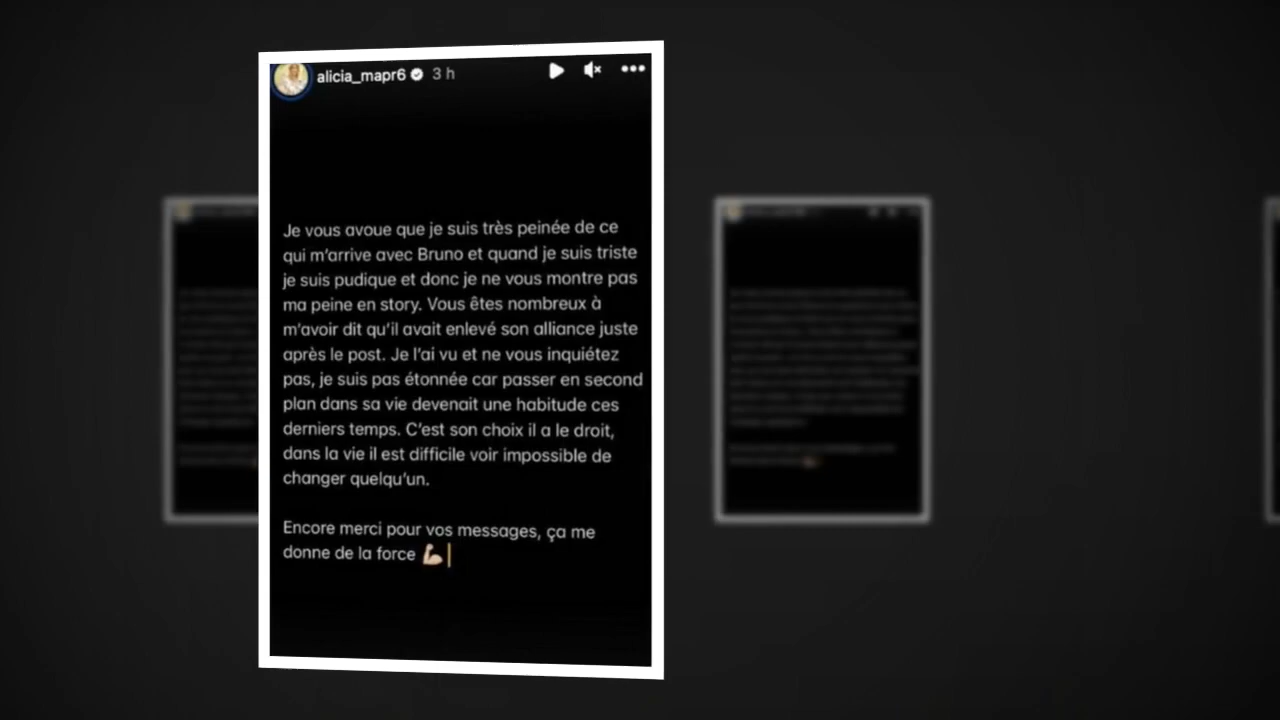 alicia_mapr6 3 h
Je vous avoue que je suis très peinée de ce
qui m'arrive avec Bruno et quand je suis triste
je suis pudique et donc je ne vous montre pas
ma peine en story. Vous êtes nombreux à
m'avoir dit qu'il avait enlevé son alliance juste
après le post. Je l'ai vu et ne vous inquiétez
pas, je suis pas étonnée car passer en second
plan dans sa vie devenait une habitude ces
derniers temps. C'est son choix il a le droit,
dans la vie il est difficile voir impossible de
changer quelqu'un.
Encore merci pour vos messages, ça me
donne de la force 💪🏼